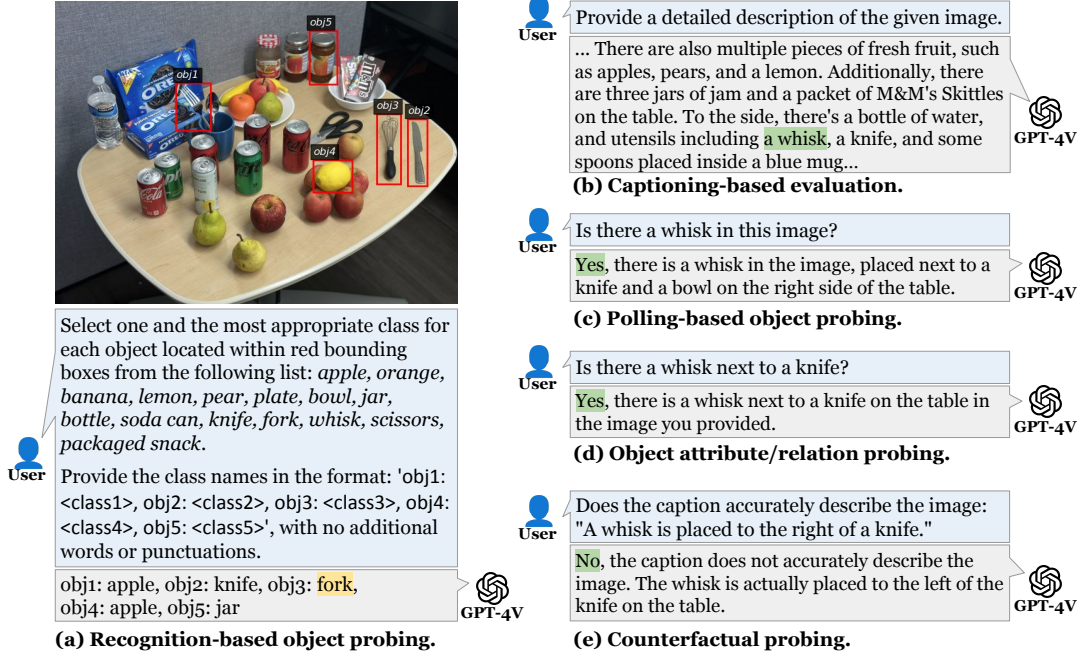 obj5
obj1
obj3
obj2
obj4
OREO
OREO
Coca-Cola
m&m's
Select one and the most appropriate class for
each object located within red bounding
boxes from the following list: apple, orange,
banana, lemon, pear, plate, bowl, jar,
bottle, soda can, knife, fork, whisk, scissors,
packaged snack.
Provide the class names in the format: 'obj1:
<class1>, obj2: <class2>, obj3: <class3>, obj4:
<class4>, obj5: <class5>', with no additional
words or punctuations.
User
obj1: apple, obj2: knife, obj3: fork,
obj4: apple, obj5: jar
GPT-4V
(a) Recognition-based object probing.
User
Provide a detailed description of the given image.
... There are also multiple pieces of fresh fruit, such
as apples, pears, and a lemon. Additionally, there
are three jars of jam and a packet of M&M's Skittles
on the table. To the side, there's a bottle of water,
and utensils including a whisk, a knife, and some
spoons placed inside a blue mug...
GPT-4V
(b) Captioning-based evaluation.
User
Is there a whisk in this image?
Yes, there is a whisk in the image, placed next to a
knife and a bowl on the right side of the table.
GPT-4V
(c) Polling-based object probing.
User
Is there a whisk next to a knife?
Yes, there is a whisk next to a knife on the table in
the image you provided.
GPT-4V
(d) Object attribute/relation probing.
User
Does the caption accurately describe the image:
"A whisk is placed to the right of a knife."
No, the caption does not accurately describe the
image. The whisk is actually placed to the left of the
knife on the table.
GPT-4V
(e) Counterfactual probing.